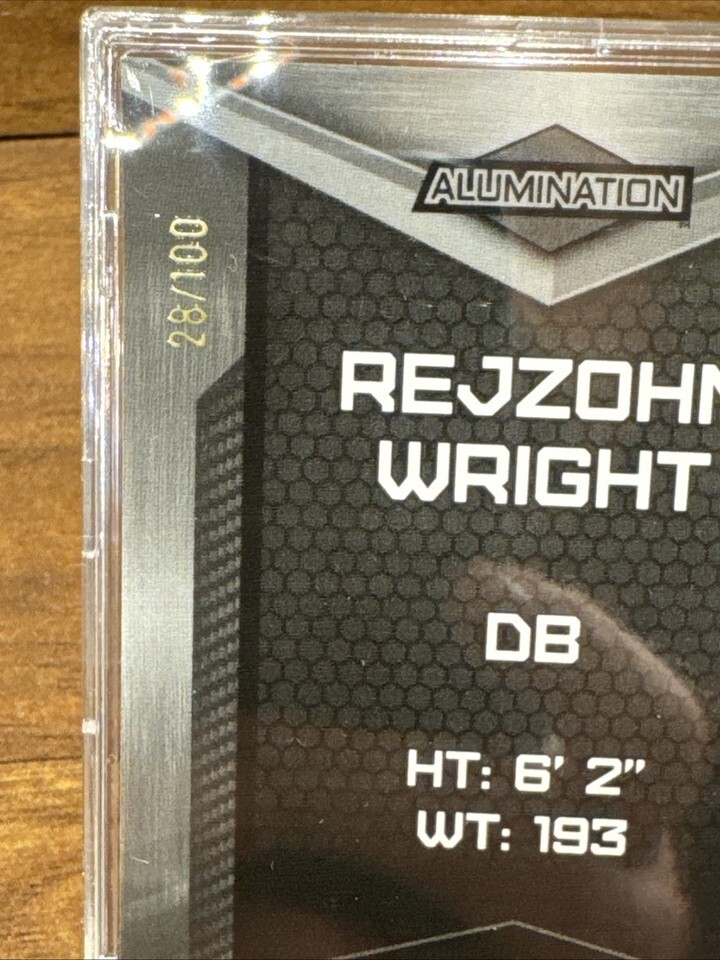 ALUMINATION
28/100
REJZOHN
WRIGHT
DB
HT: 6' 2"
WT: 193